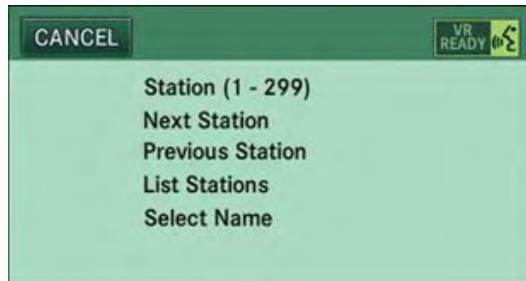 CANCEL
VR
READY
Station (1 - 299)
Next Station
Previous Station
List Stations
Select Name